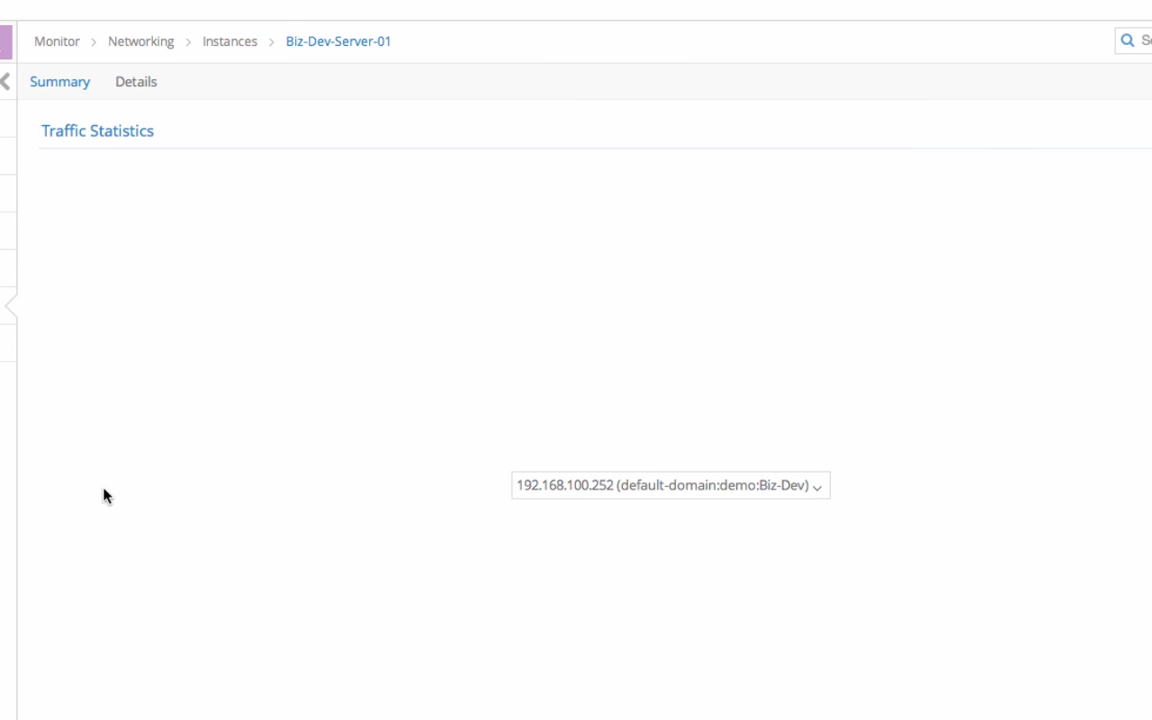 Monitor > Networking > Instances > Biz-Dev-Server-01
Summary Details
Traffic Statistics
192.168.100.252 (default-domain:demo:Biz-Dev)